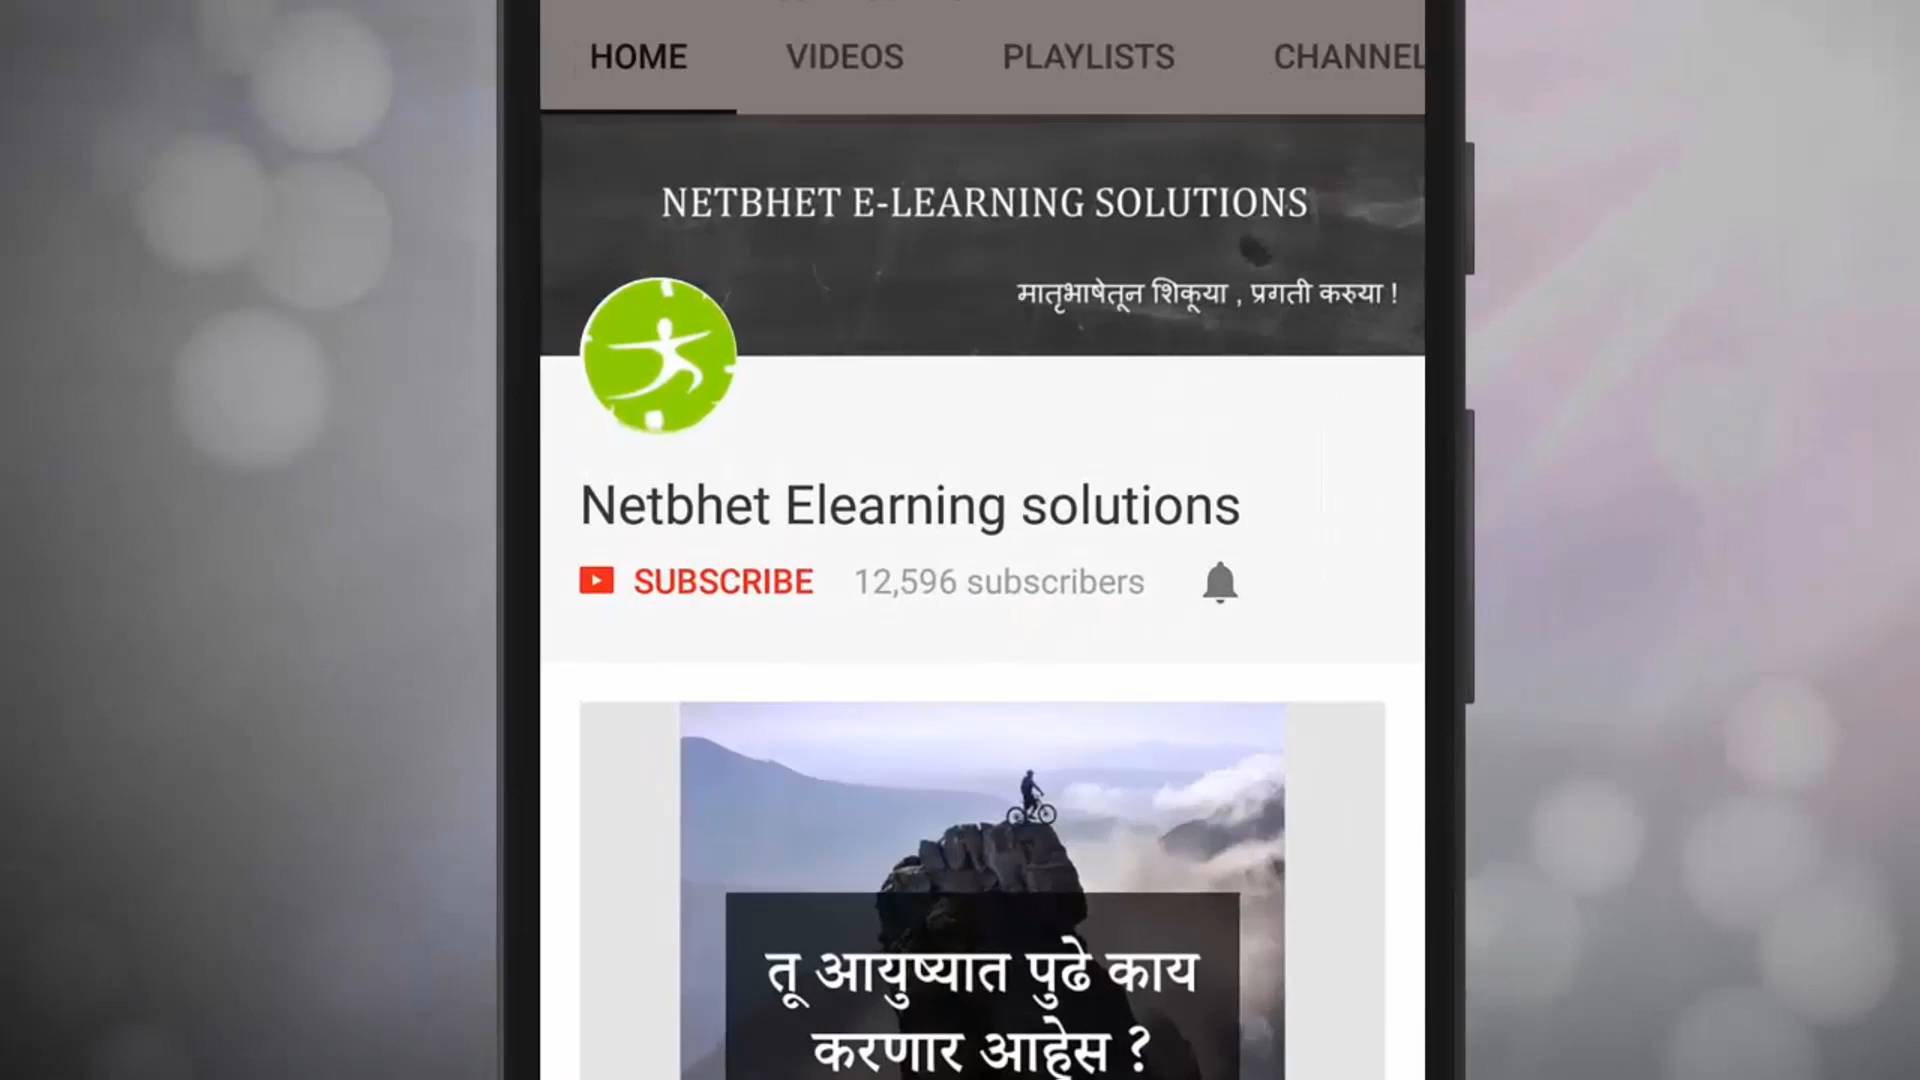 HOME VIDEOS PLAYLISTS CHANNEL
NETBHET E-LEARNING SOLUTIONS
मातृभाषेतून शिकूया , प्रगती करुया !
Netbhet Elearning solutions
SUBSCRIBE 12,596 subscribers
तू आयुष्यात पुढे काय
करणार आहेस ?